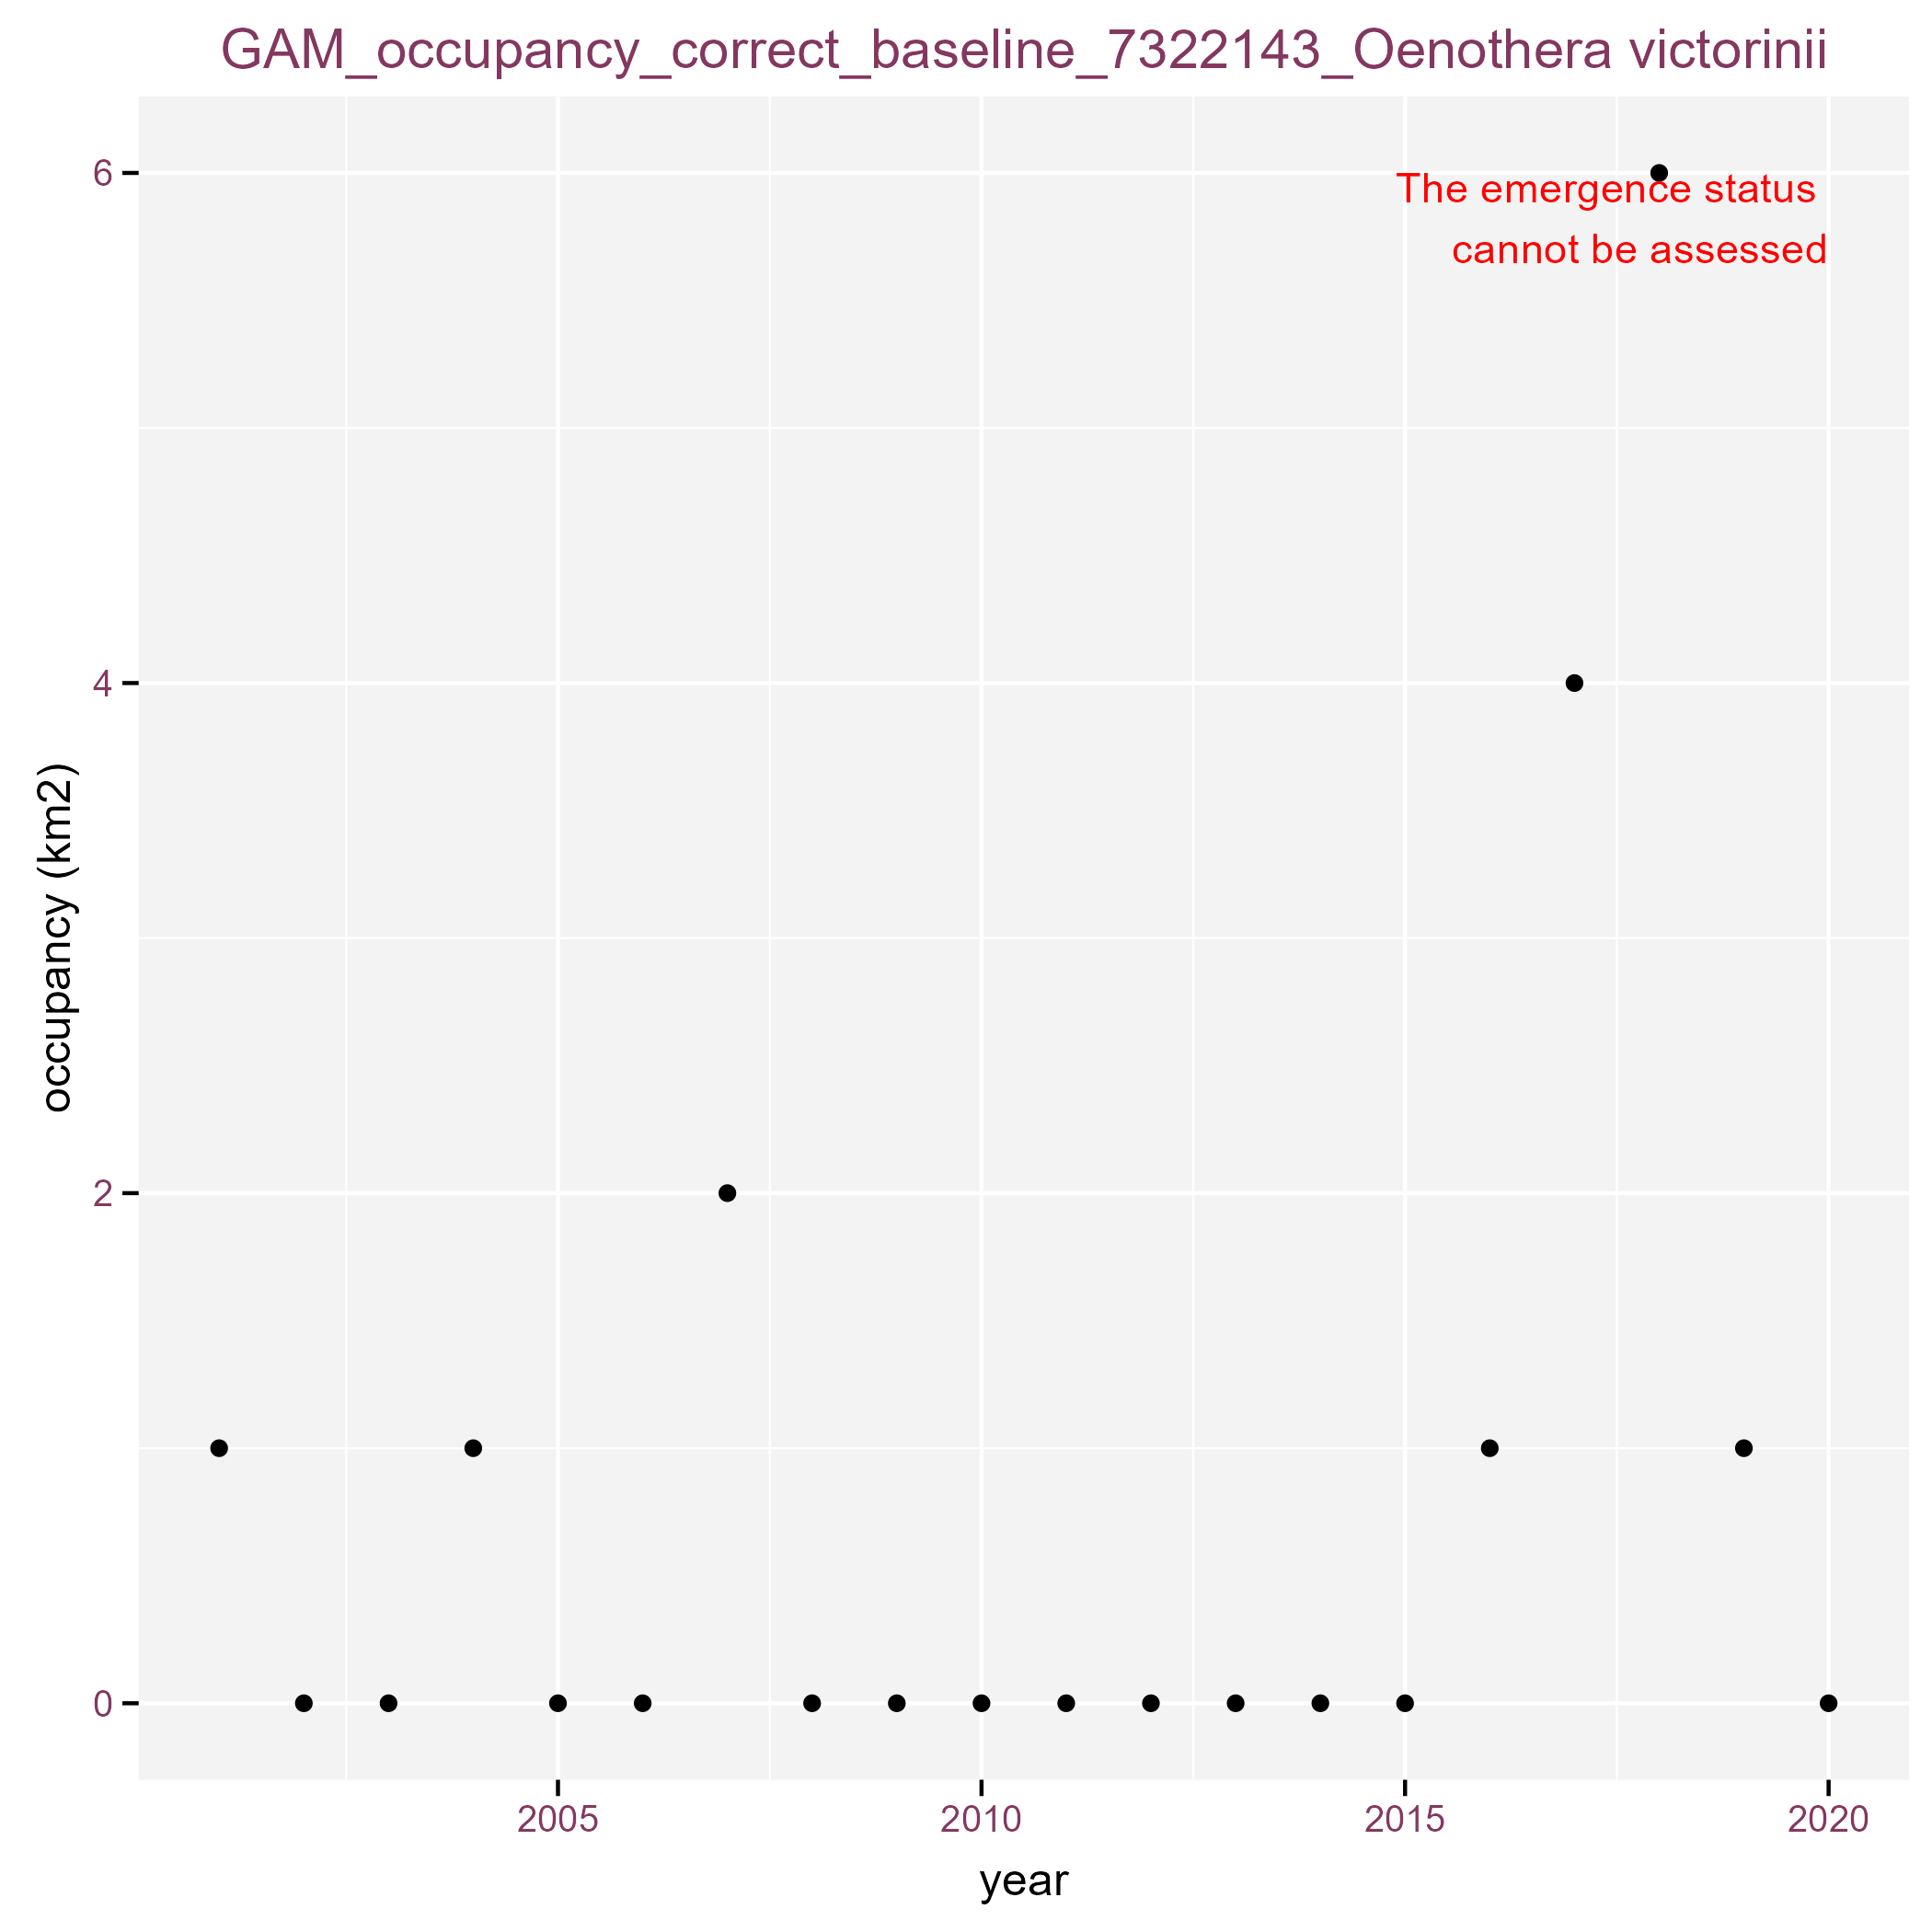 GAM_occupancy_correct_baseline_7322143_Oenothera victorinii
The emergence status
cannot be assessed
6
4
2
0
occupancy (km2)
2005
2010
2015
2020
year